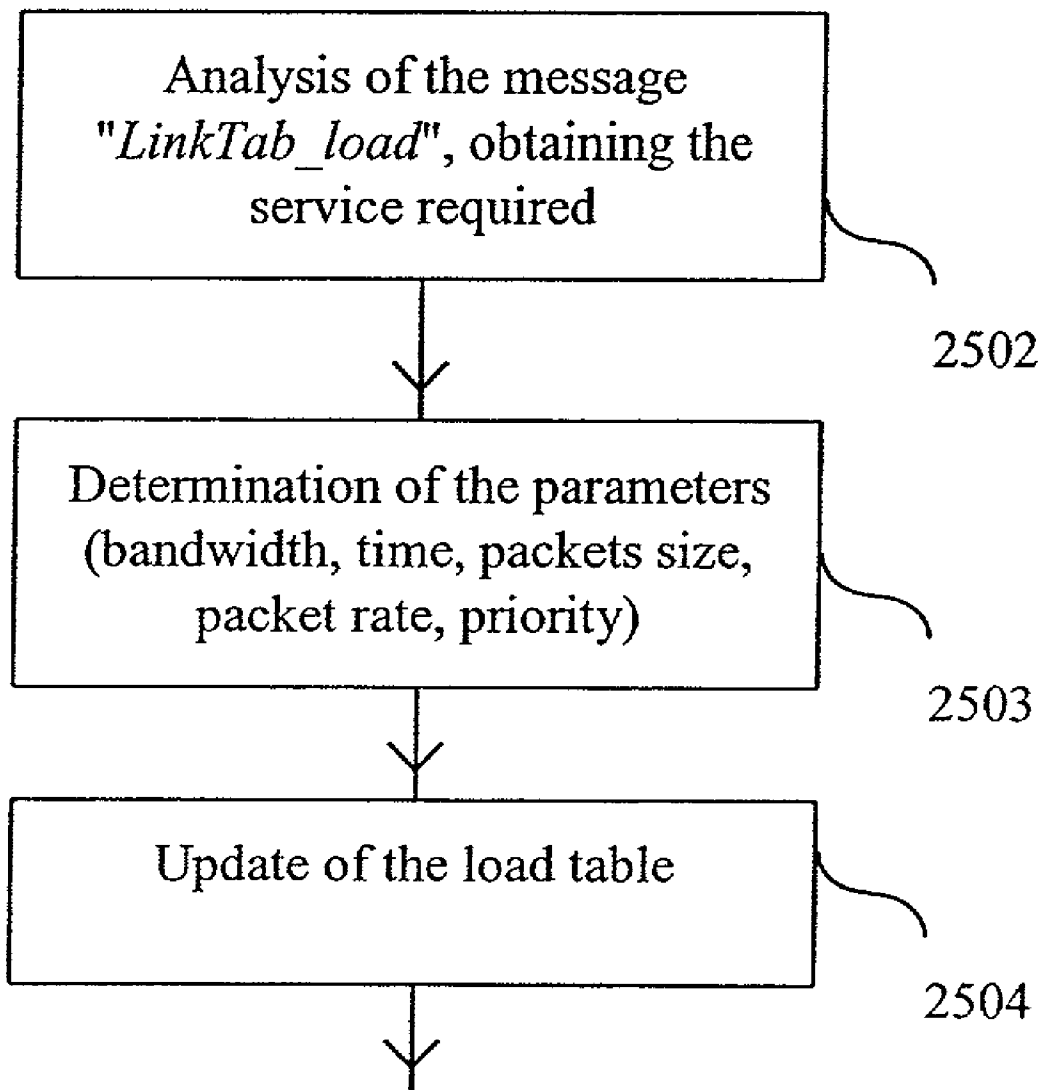 Analysis of the message
"LinkTab_load", obtaining the
service required
2502
Determination of the parameters
(bandwidth, time, packets size,
packet rate, priority)
2503
Update of the load table
2504